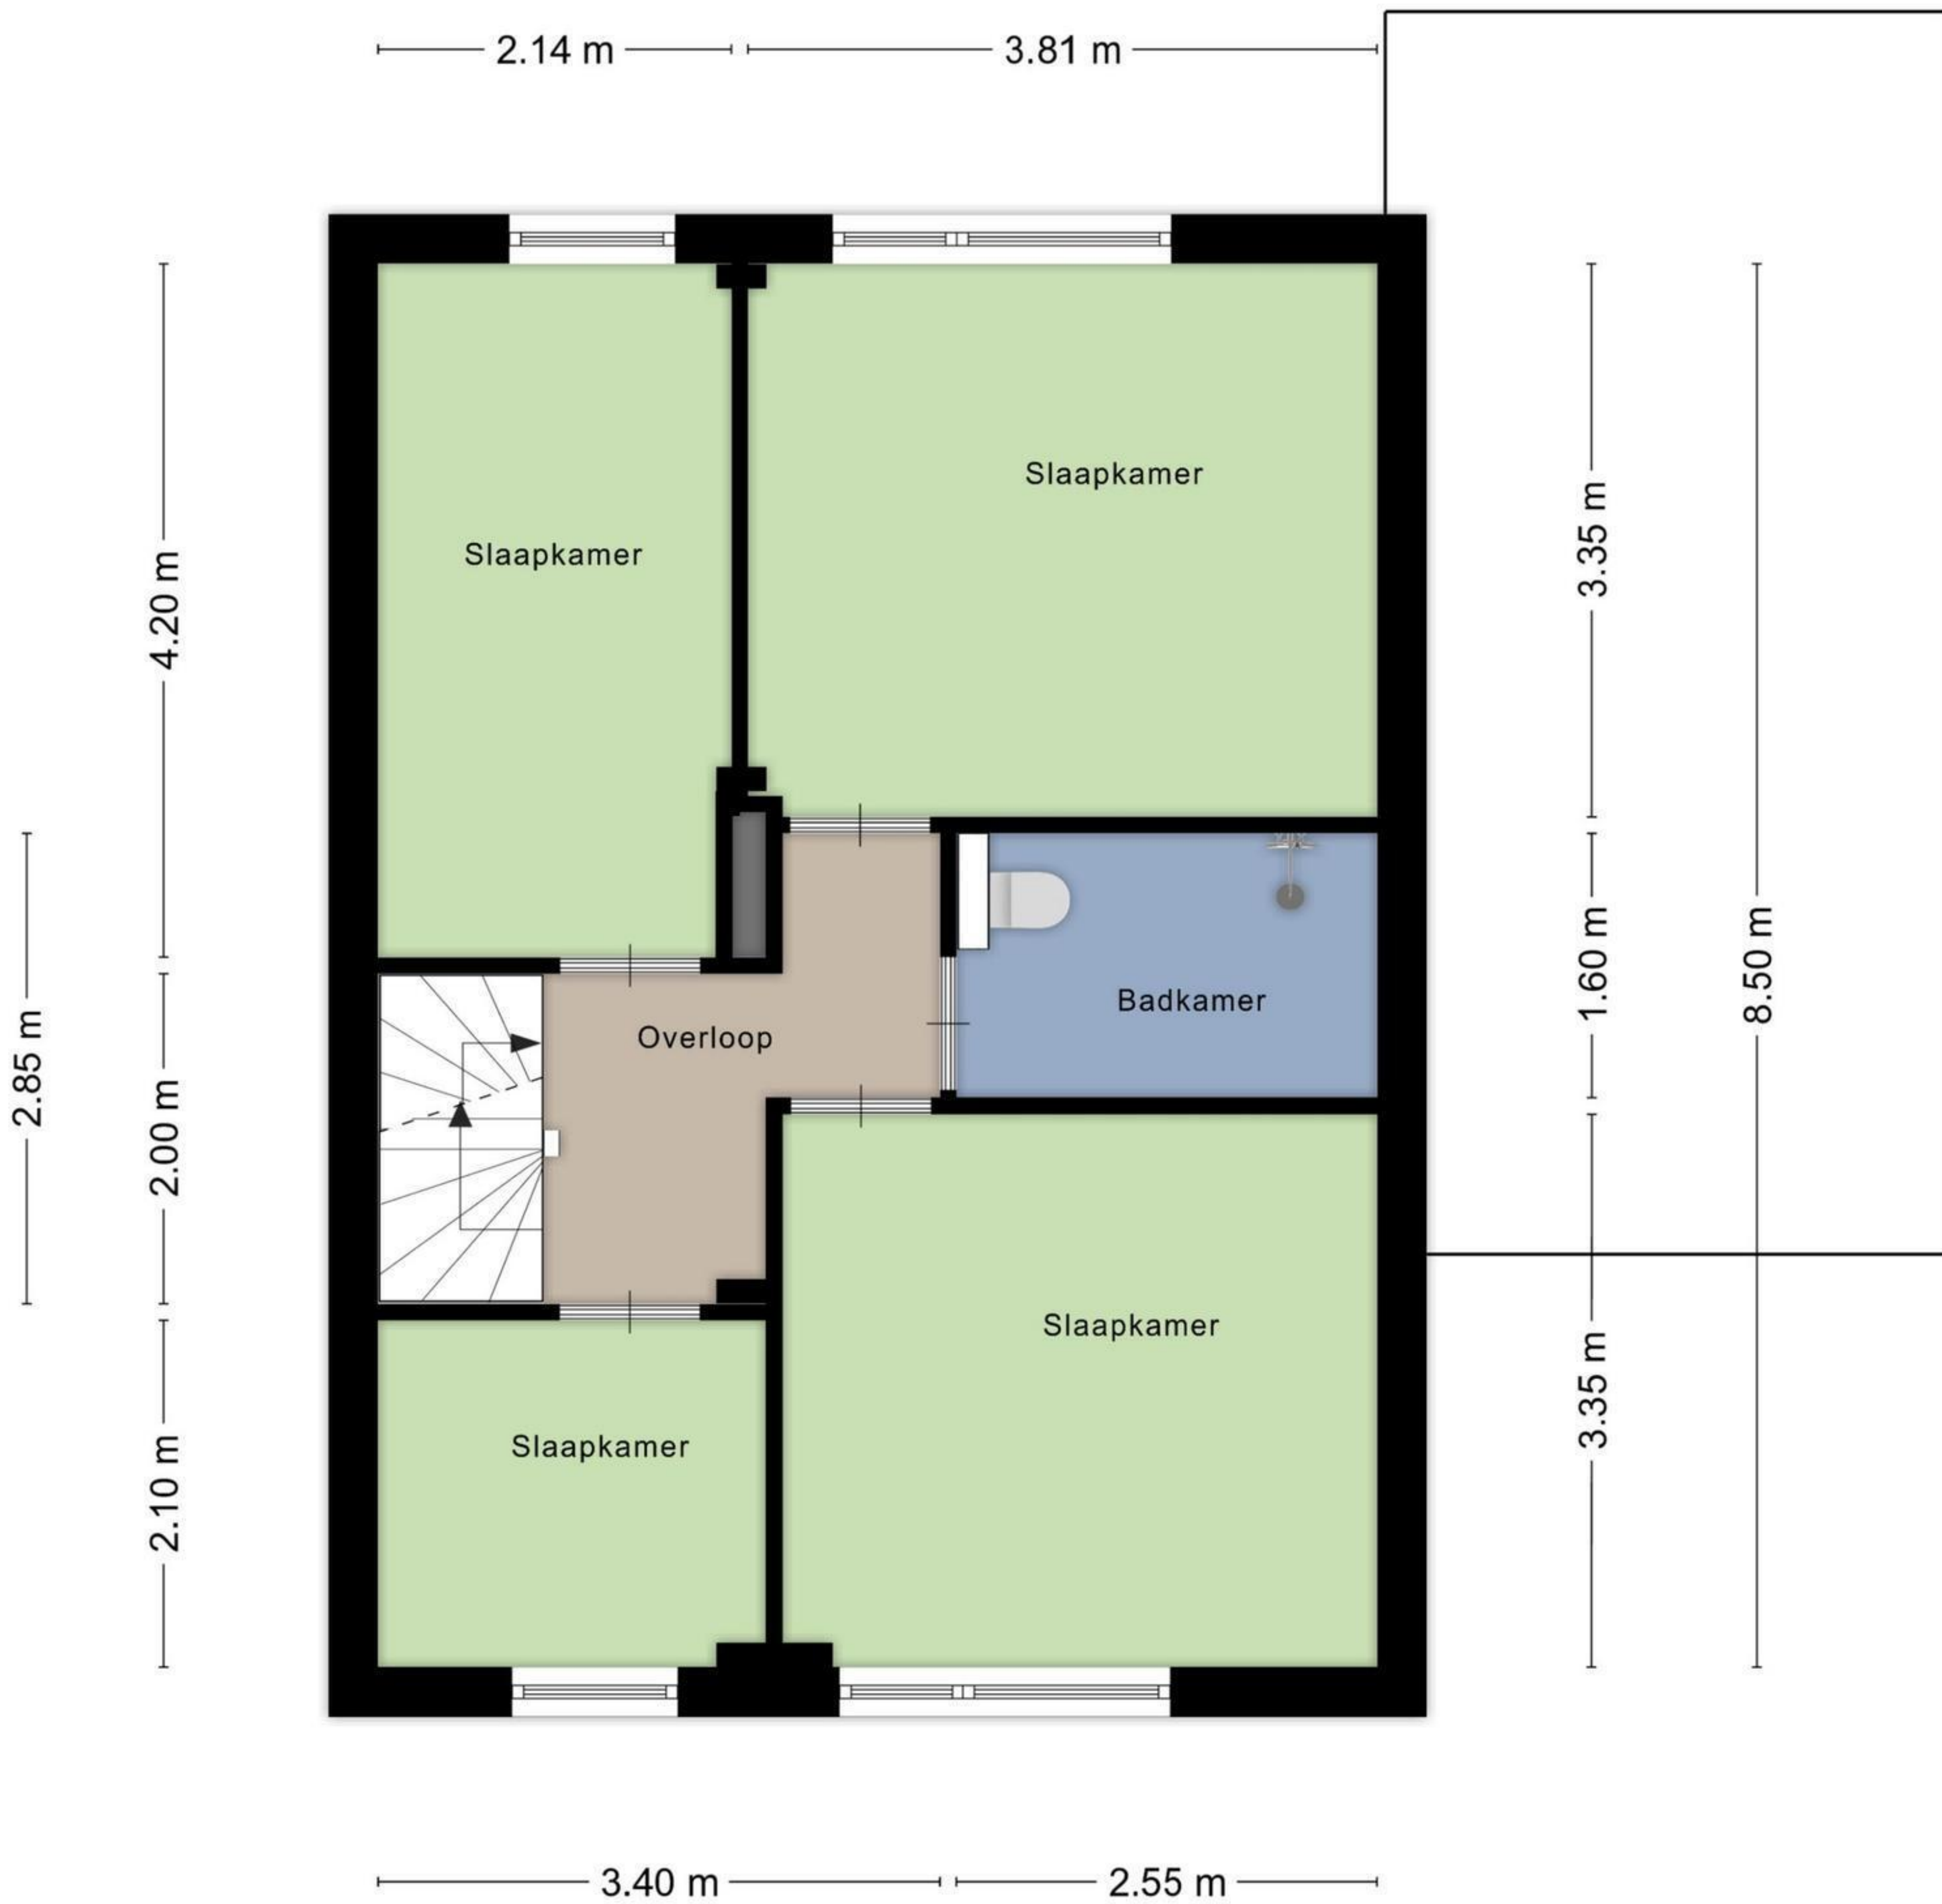 2.14 m
3.81 m
Slaapkamer
Slaapkamer
4.20 m
3.35 m
2.85 m
2.00 m
Overloop
Badkamer
1.60 m
8.50 m
Slaapkamer
Slaapkamer
2.10 m
3.35 m
3.40 m
2.55 m